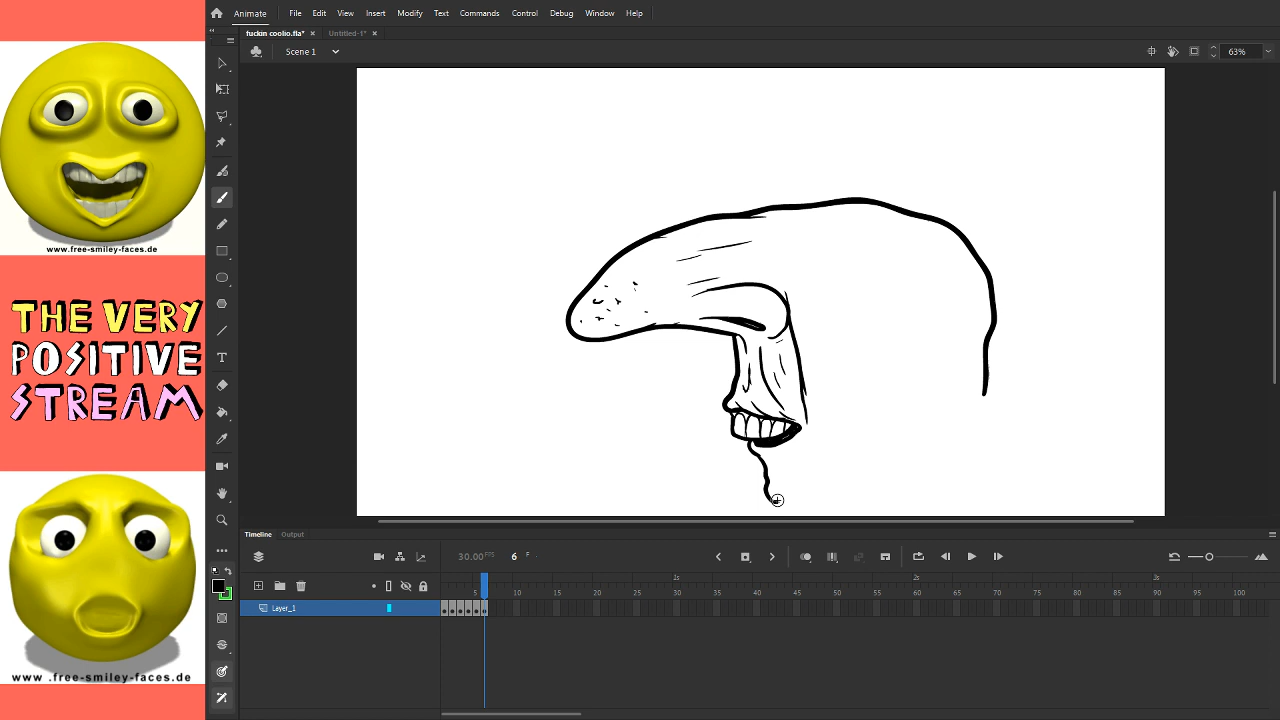 Animate File Edit View Insert Modify Text Commands Control Debug Window Help
fuckin coolio.fla* × Untitled-1* ×
Scene 1 63%
www.free-smiley-faces.de
THE VERY
POSITIVE
STREAM
www .free-smiley-faces.de
T
Timeline Output
30.00 FPS 6 F
1s 2s 3s
5 10 15 20 25 30 35 40 45 50 55 60 65 70 75 80 85 90 95 100
Layer_1